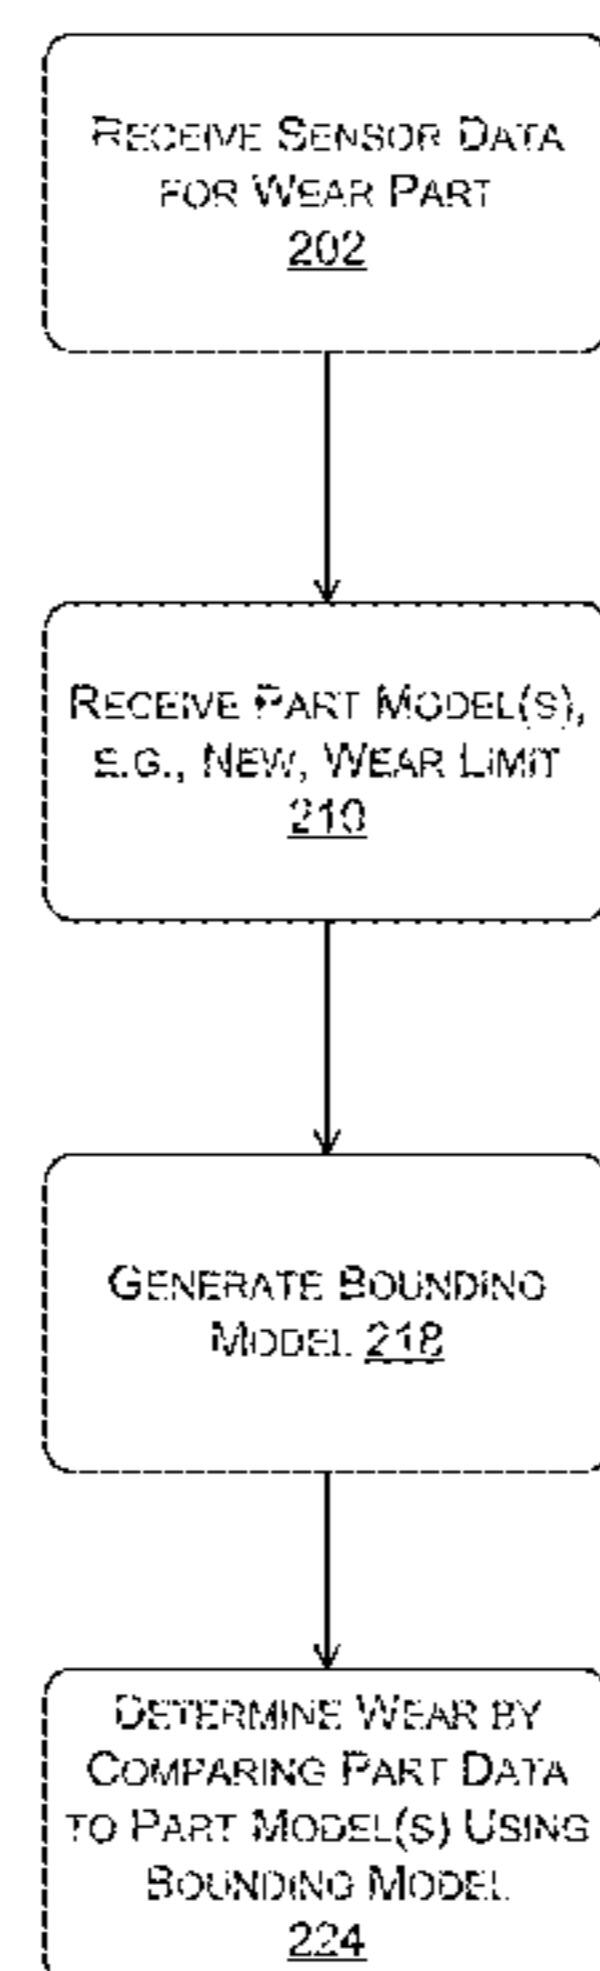 RECEIVE SENSOR DATA
FOR WEAR PART
202
RECEIVE PART MODEL(S),
E.G., NEW, WEAR LIMIT
210
GENERATE BOUNDING
MODEL 218
DETERMINE WEAR BY
COMPARING PART DATA
TO PART MODEL(S) USING
BOUNDING MODEL
224